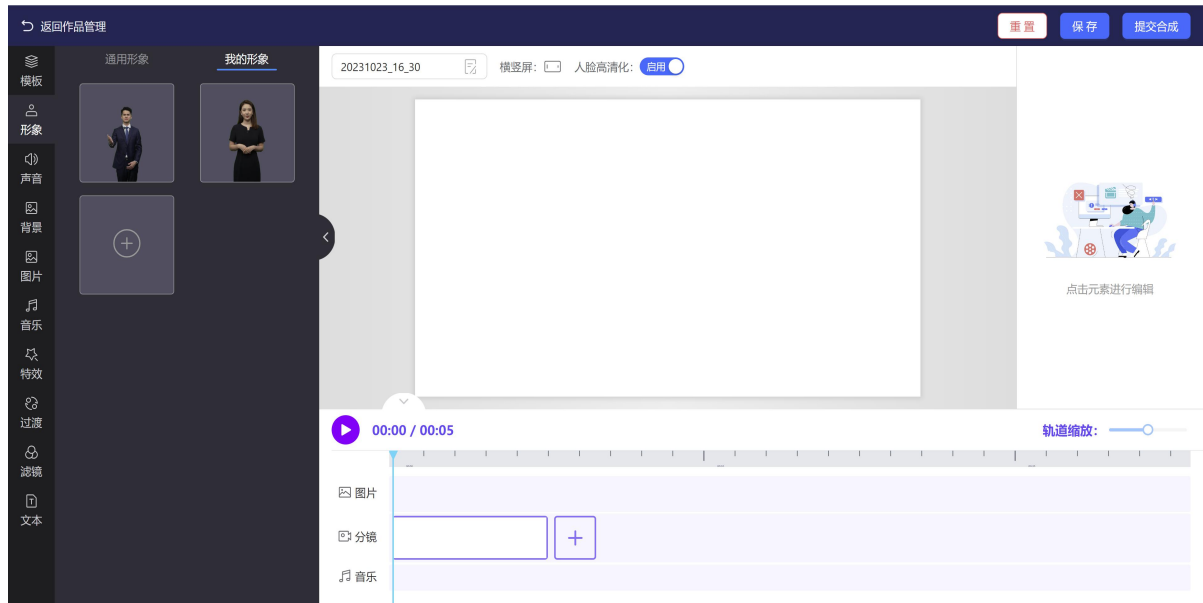 返回作品管理
重置
保存
提交合成
模板
形象
声音
背景
图片
音乐
特效
过渡
滤镜
文本
通用形象
我的形象
20231023_16_30
横竖屏:
人脸高清化:
启用
点击元素进行编辑
00:00 / 00:05
轨道缩放:
图片
分镜
音乐